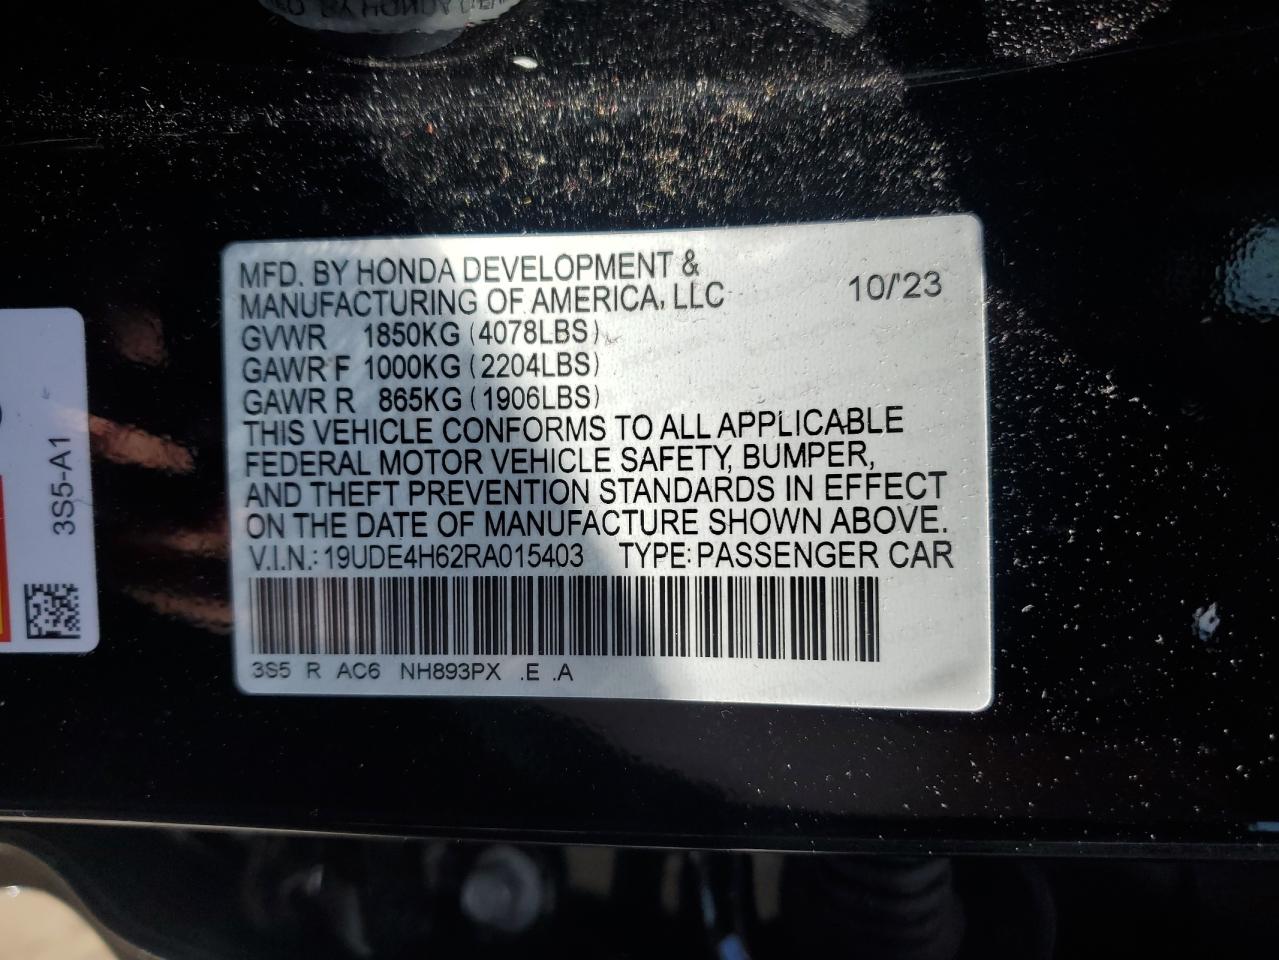 MFD. BY HONDA DEVELOPMENT &
MANUFACTURING OF AMERICA, LLC 10/'23
GVWR 1850KG (4078LBS)
GAWR F 1000KG (2204LBS)
GAWR R 865KG (1906LBS)
THIS VEHICLE CONFORMS TO ALL APPLICABLE
FEDERAL MOTOR VEHICLE SAFETY, BUMPER,
AND THEFT PREVENTION STANDARDS IN EFFECT
ON THE DATE OF MANUFACTURE SHOWN ABOVE.
V.I.N.: 19UDE4H62RA015403 TYPE: PASSENGER CAR
3S5 R AC6 NH893PX .E .A
3S5-A1